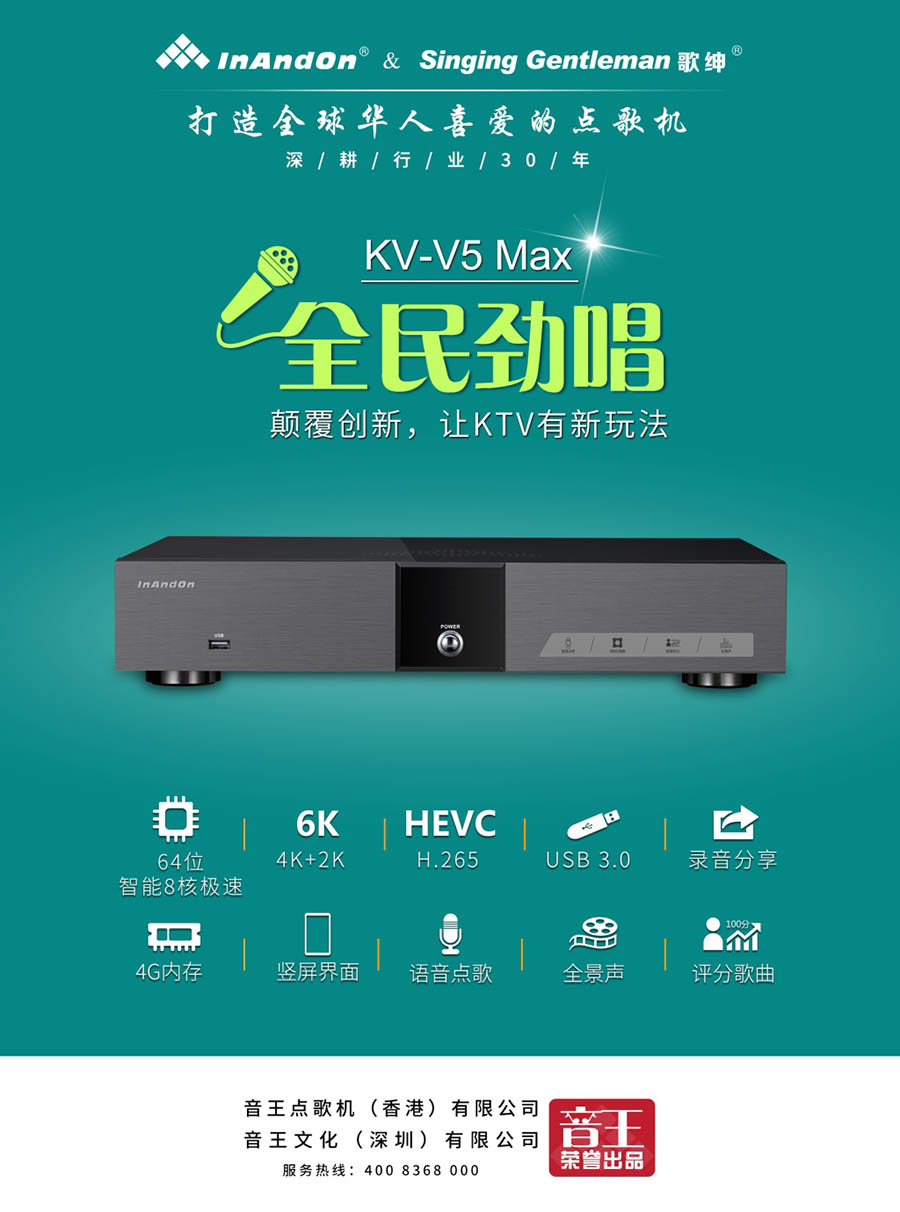 InAndOn® & Singing Gentleman 歌绅®
打造全球华人喜爱的点歌机
深/耕/行/业/30/年
KV-V5 Max
全民劲唱
颠覆创新，让KTV有新玩法
InAndOn
USB
POWER
64位
智能8核极速
6K
4K+2K
HEVC
H.265
USB 3.0
录音分享
4G内存
竖屏界面
语音点歌
全景声
100分
评分歌曲
音王点歌机（香港）有限公司
音王文化（深圳）有限公司
服务热线：400 8368 000
音王
荣誉出品